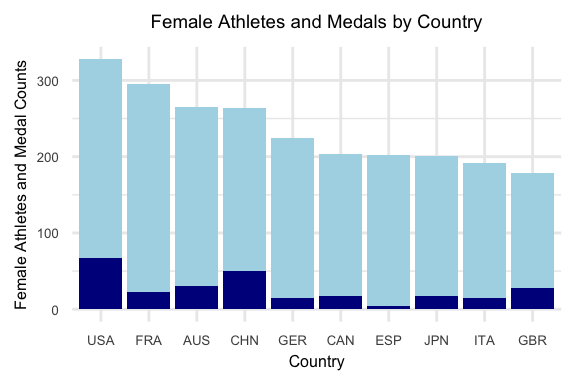 Female Athletes and Medals by Country
Female Athletes and Medal Counts
300
200
100
0
USA FRA AUS CHN GER CAN ESP JPN ITA GBR
Country